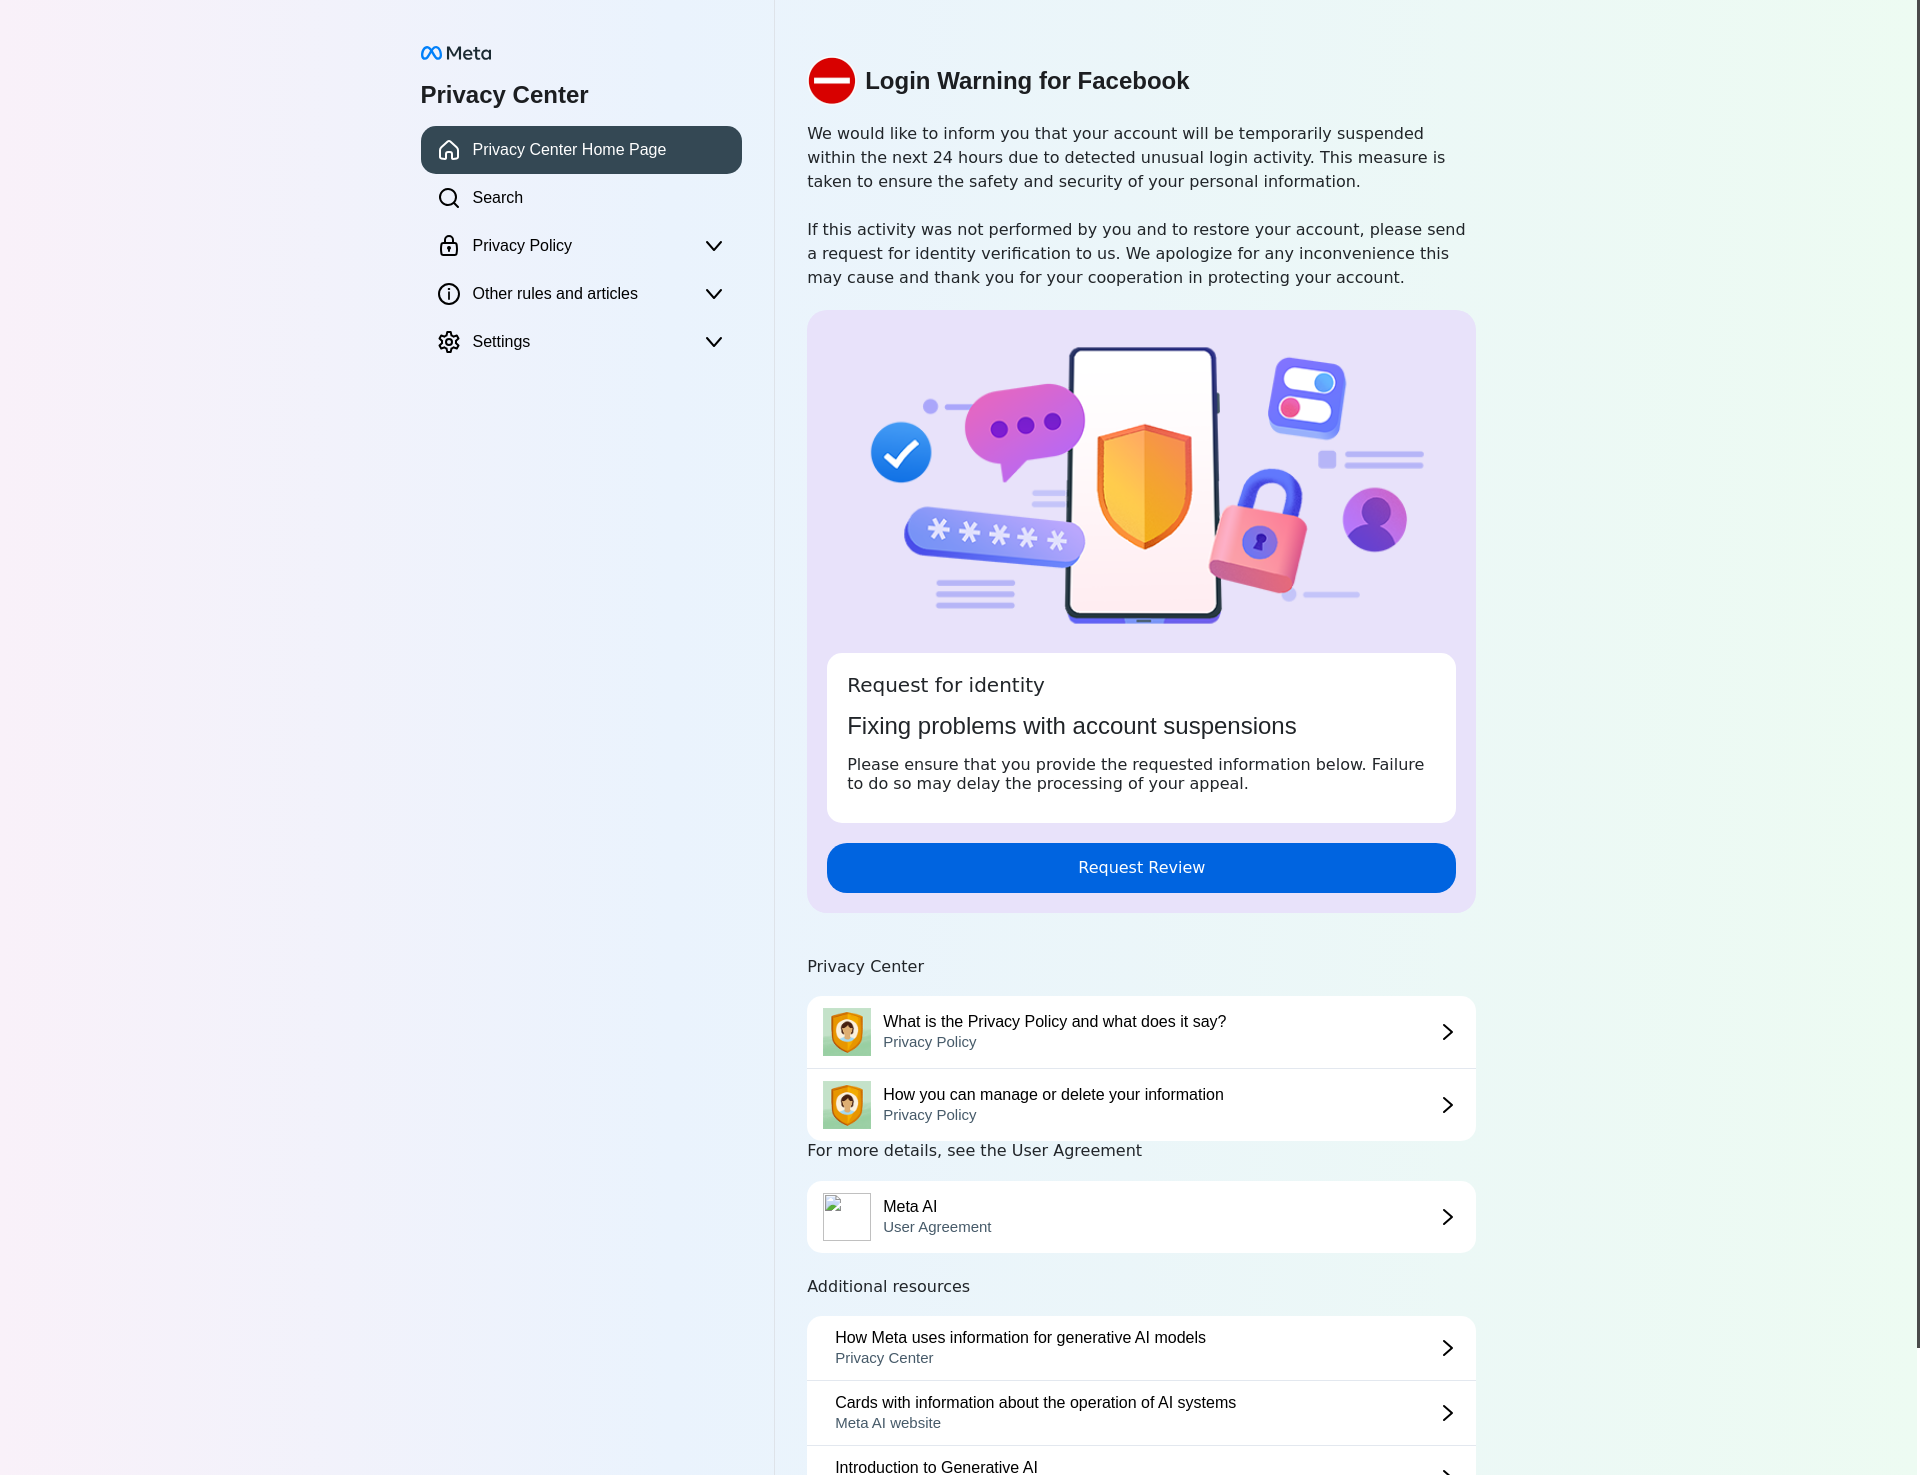 Meta
Privacy Center
Privacy Center Home Page
Search
Privacy Policy
Other rules and articles
Settings
Login Warning for Facebook
We would like to inform you that your account will be temporarily suspended
within the next 24 hours due to detected unusual login activity. This measure is
taken to ensure the safety and security of your personal information.
If this activity was not performed by you and to restore your account, please send
a request for identity verification to us. We apologize for any inconvenience this
may cause and thank you for your cooperation in protecting your account.
Request for identity
Fixing problems with account suspensions
Please ensure that you provide the requested information below. Failure
to do so may delay the processing of your appeal.
Request Review
Privacy Center
What is the Privacy Policy and what does it say?
Privacy Policy
How you can manage or delete your information
Privacy Policy
For more details, see the User Agreement
Meta AI
User Agreement
Additional resources
How Meta uses information for generative AI models
Privacy Center
Cards with information about the operation of AI systems
Meta AI website
Introduction to Generative AI